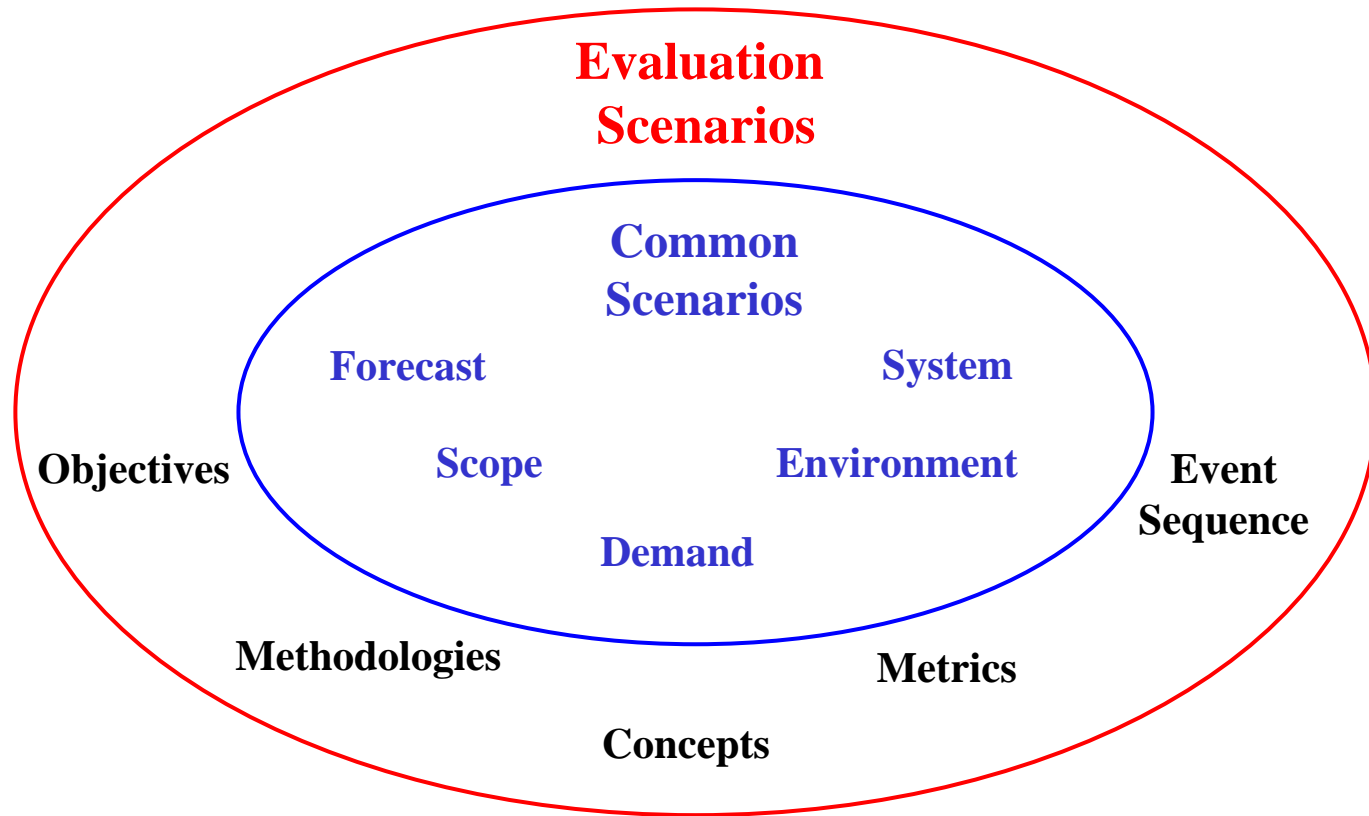 Evaluation
Scenarios
Common
Scenarios
Forecast
System
Scope
Environment
Objectives
Event
Sequence
Demand
Methodologies
Metrics
Concepts